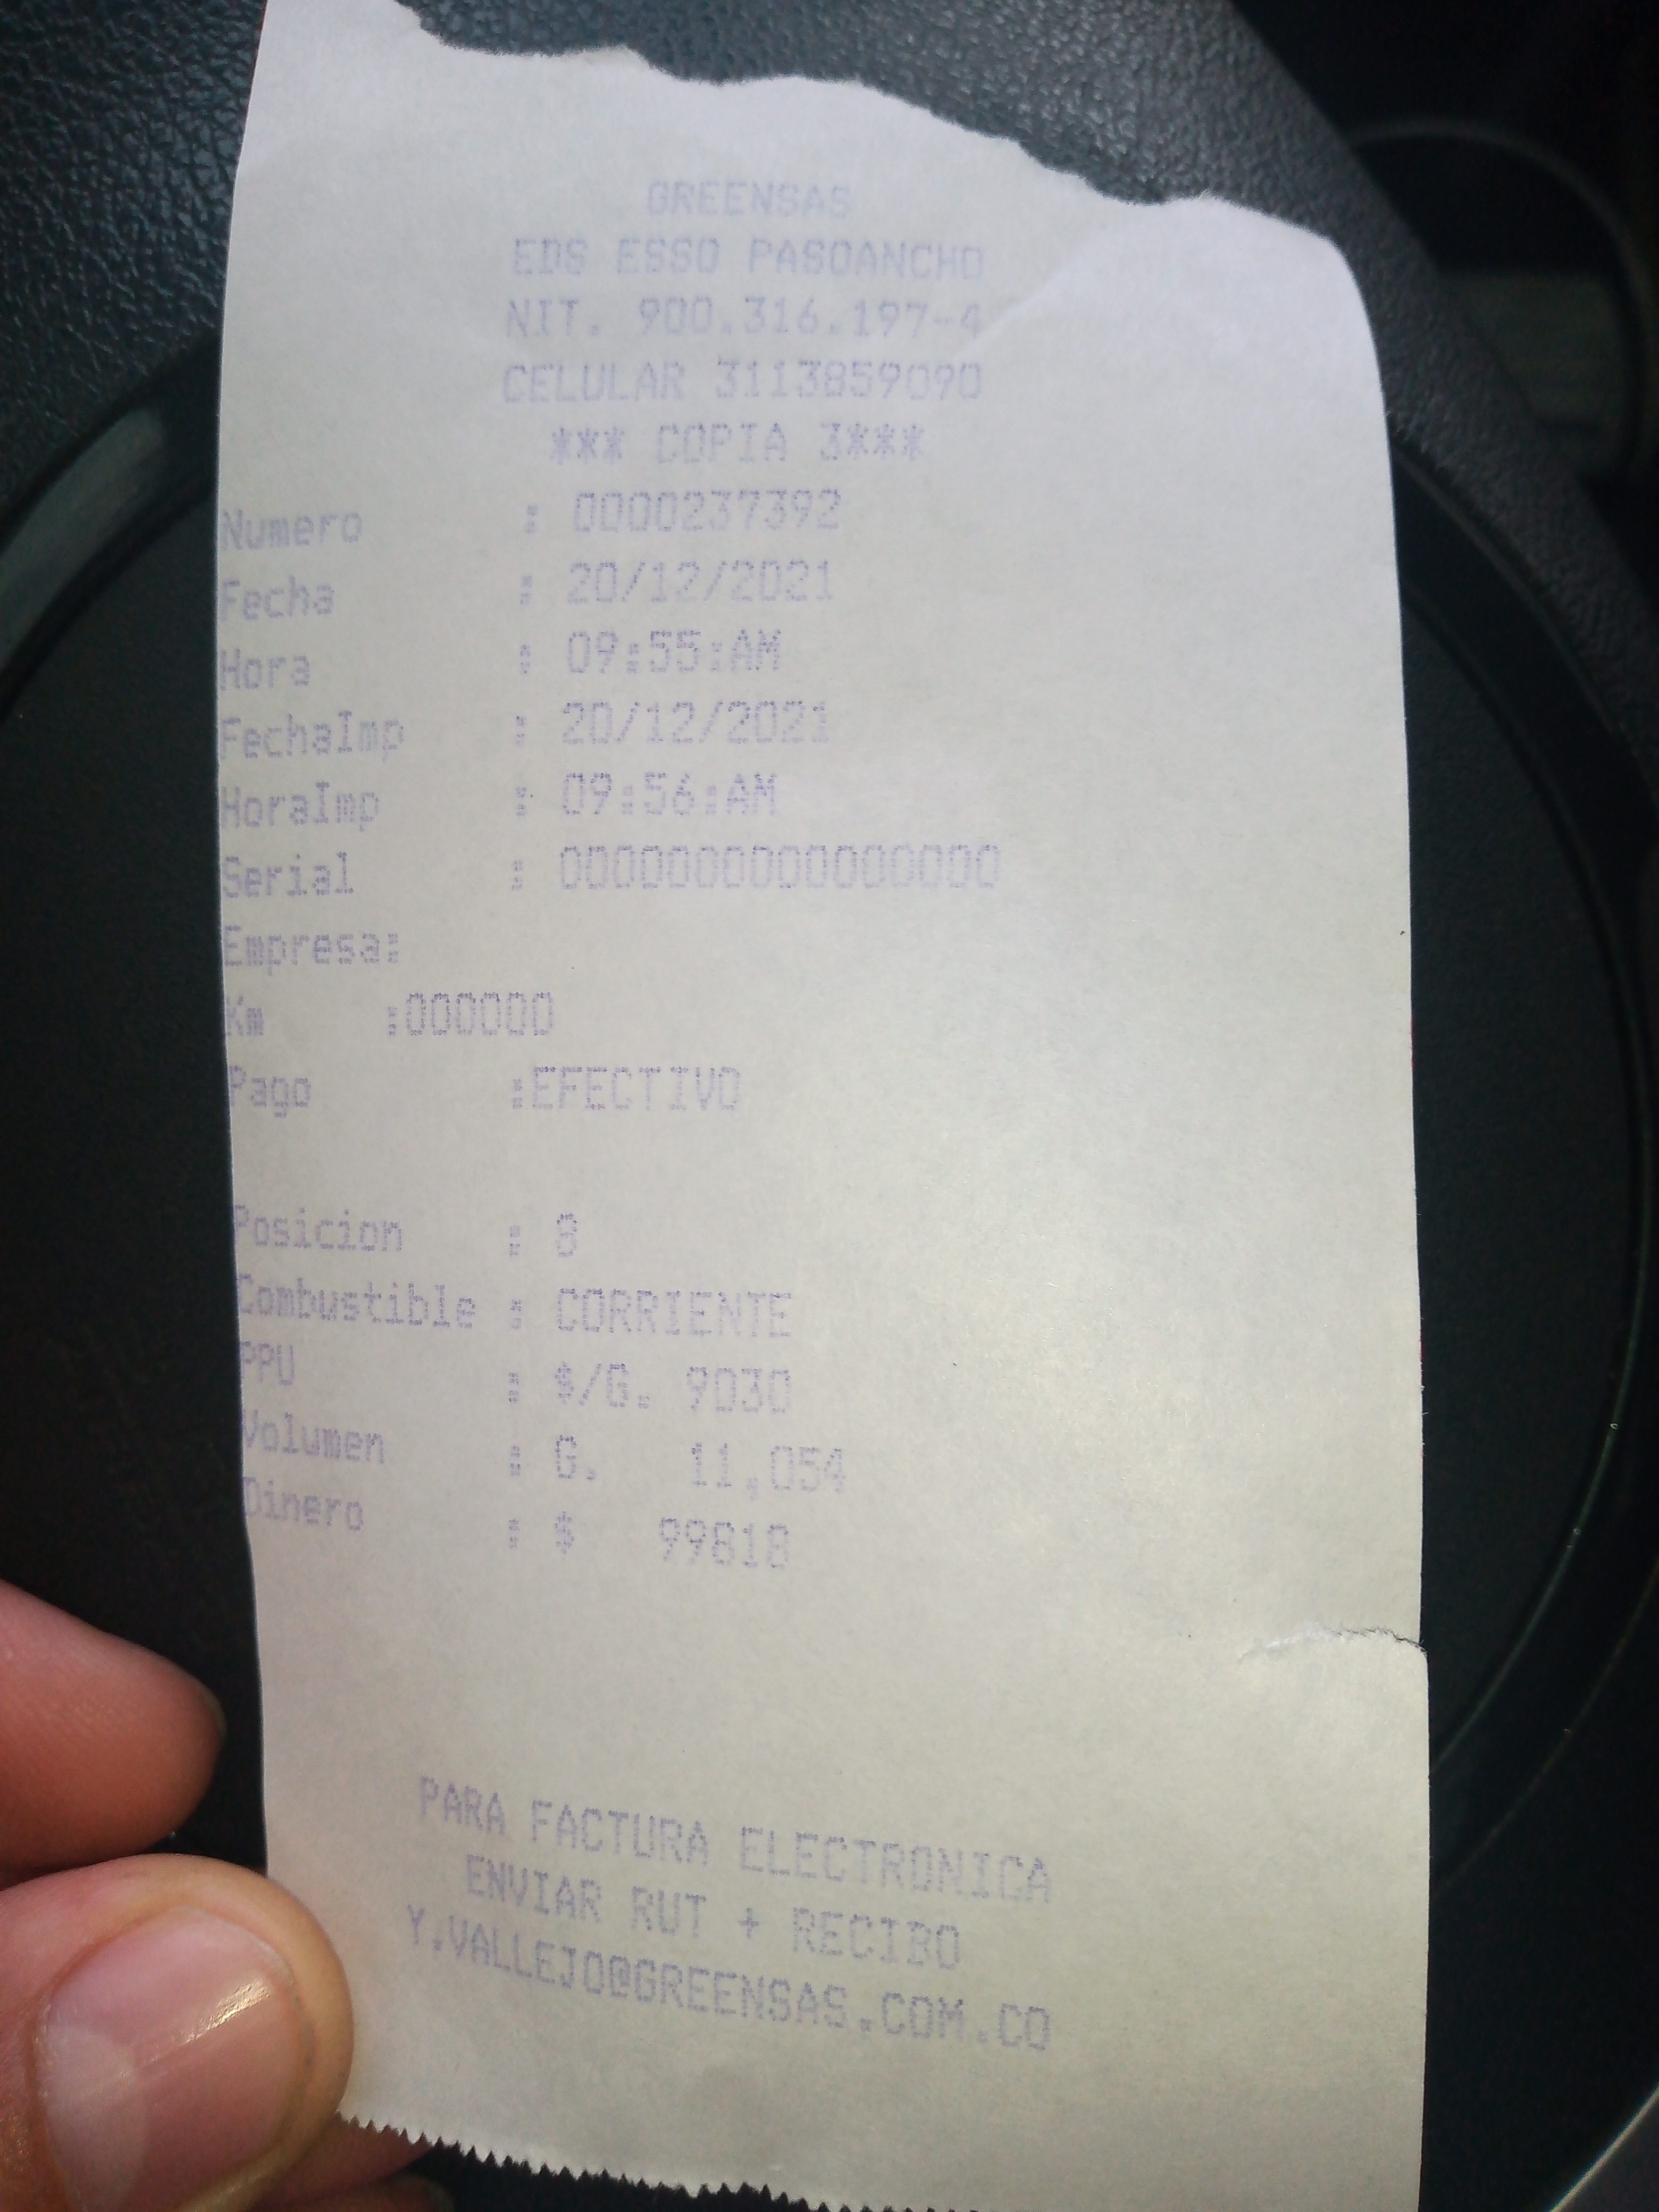 GREENSAS
EDS ESSO PASOANCHO
NIT. 900.316.197-4
CELULAR 3113859090
*** COPIA 3***
Numero : 0000237392
Fecha : 20/12/2021
Hora : 09:55:AM
FechaImp : 20/12/2021
HoraImp : 09:56:AM
Serial : 0000000000000000
Empresa:
Km :000000
Pago :EFECTIVO
Posicion : 8
Combustible : CORRIENTE
PPU : $/G. 9030
Volumen : G. 11,054
Dinero : $ 99818
PARA FACTURA ELECTRONICA
ENVIAR RUT + RECIBO
Y.VALLEJO@GREENSAS.COM.CO